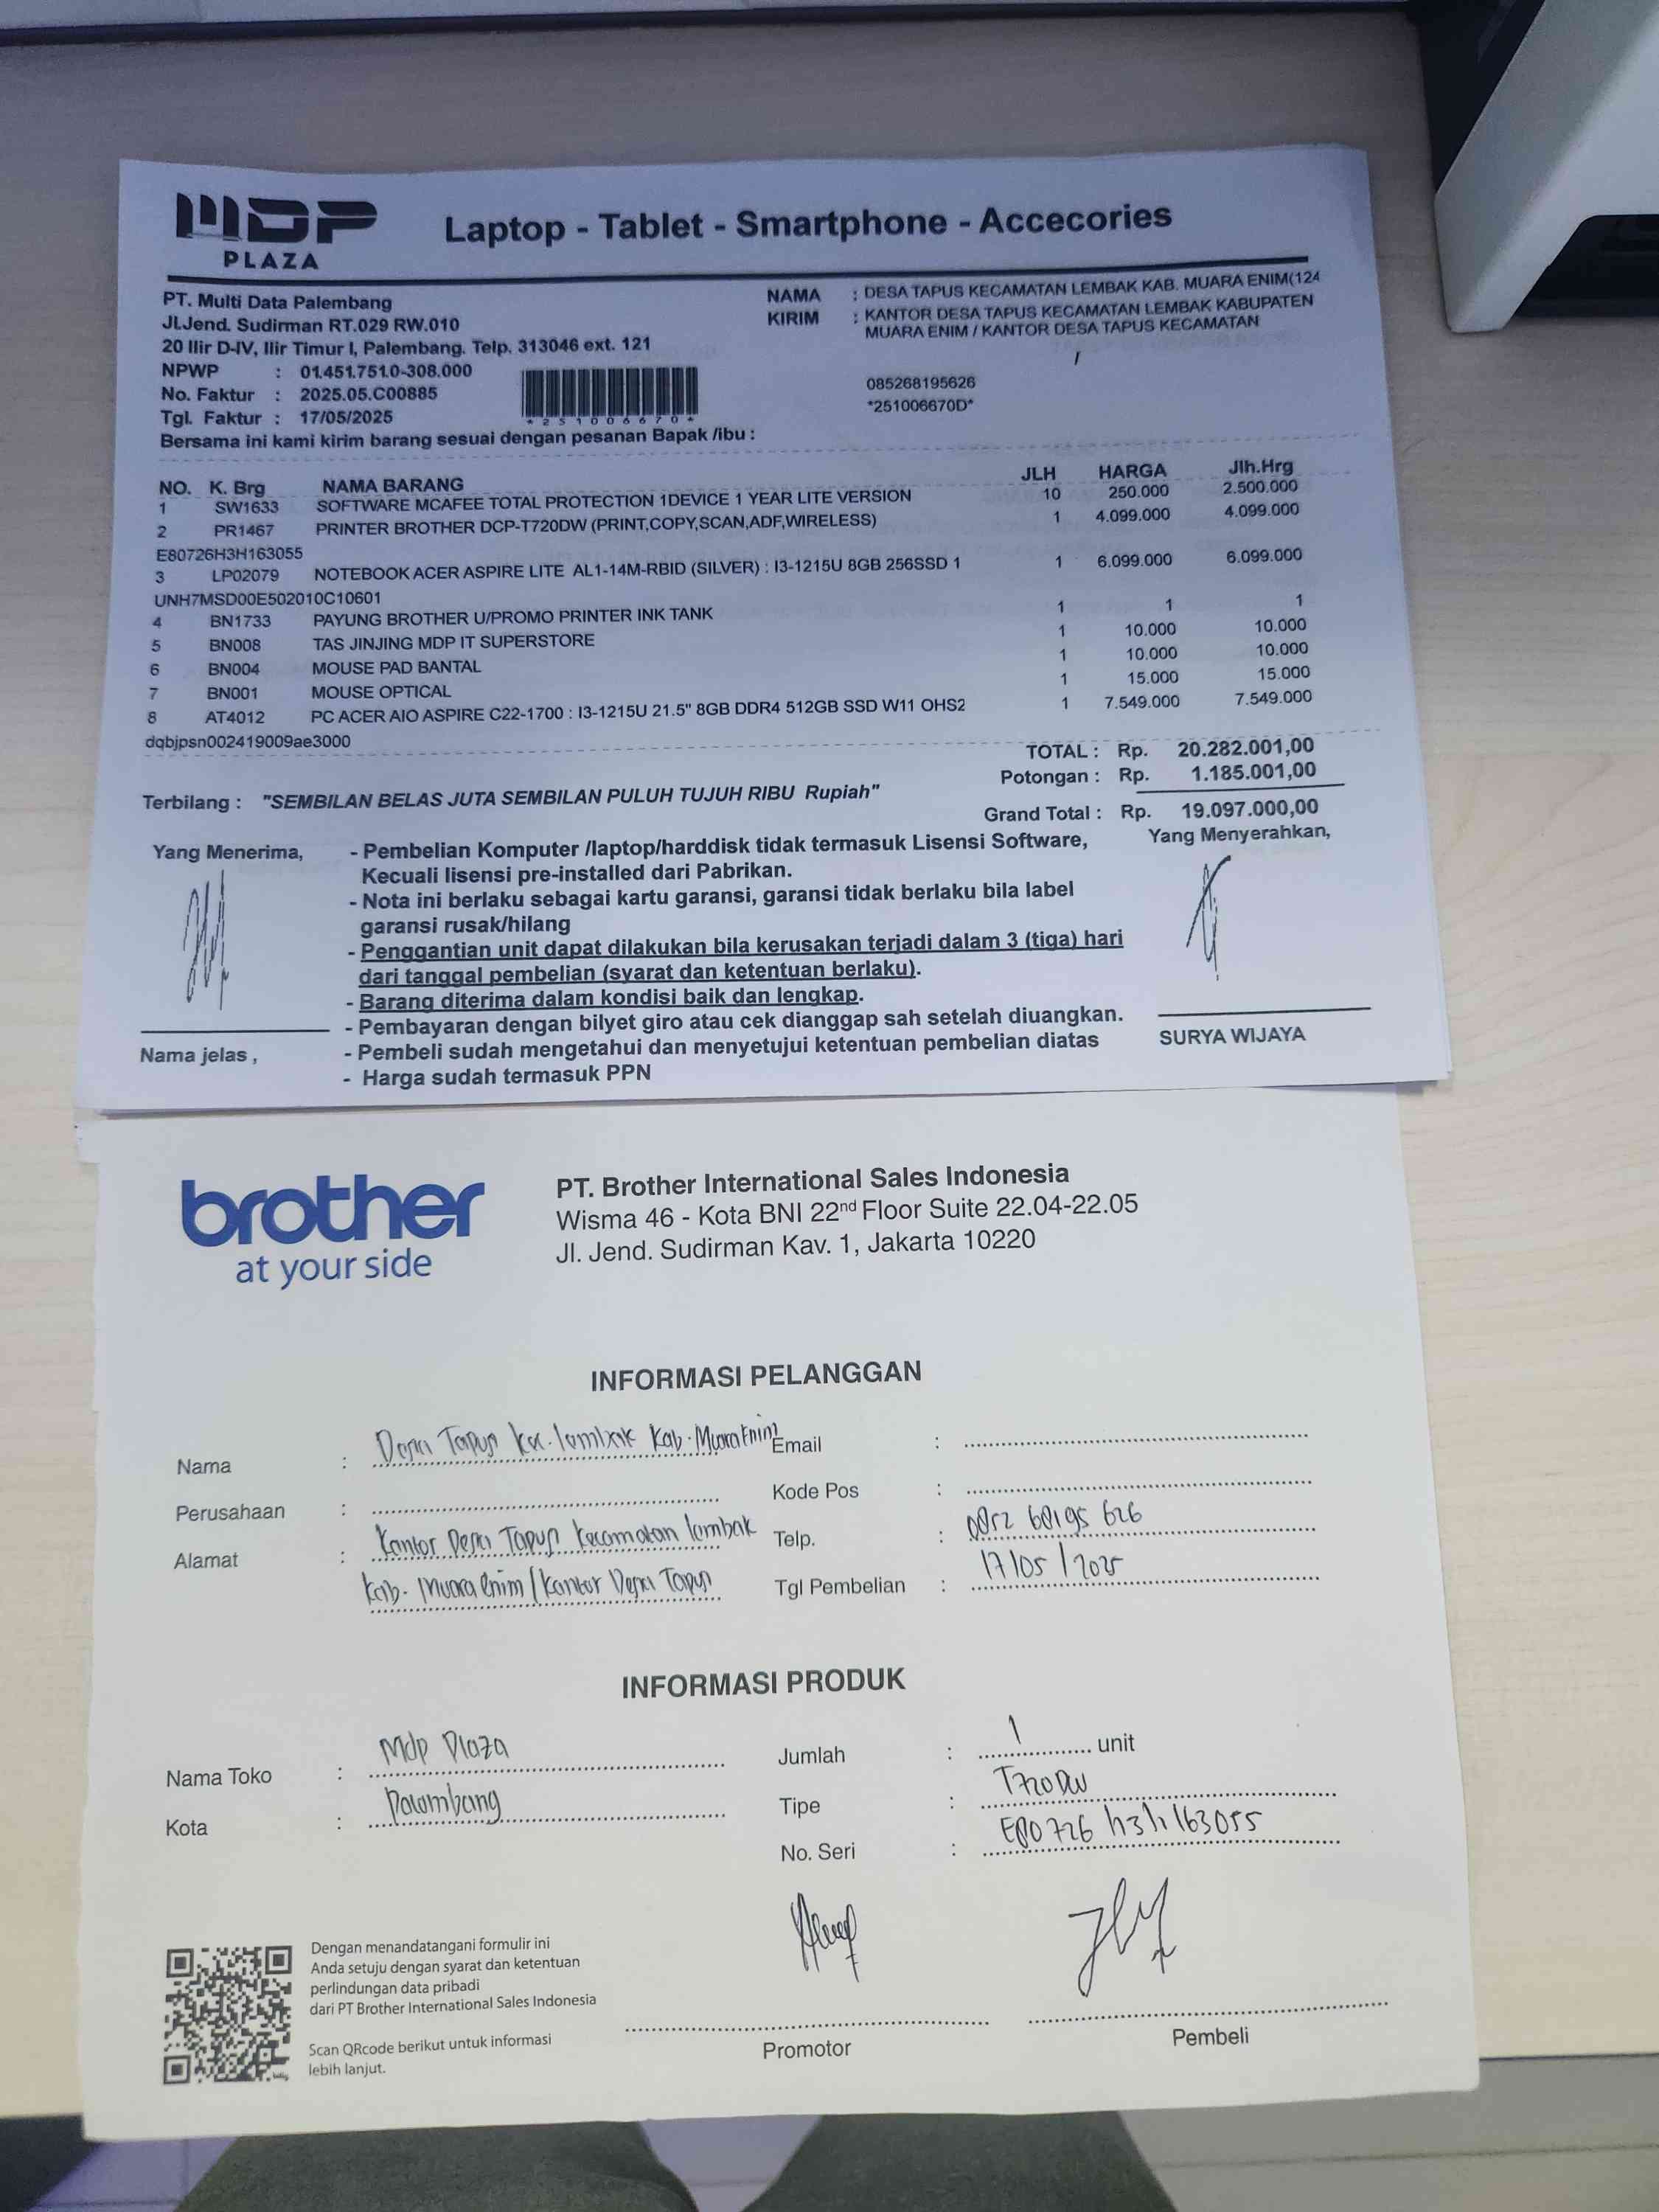 MDP PLAZA
Laptop - Tablet - Smartphone - Accecories
PT. Multi Data Palembang
Jl.Jend. Sudirman RT.029 RW.010
20 Ilir D-IV, Ilir Timur I, Palembang. Telp. 313046 ext. 121
NPWP : 01.451.751.0-308.000
No. Faktur : 2025.05.C00885
Tgl. Faktur : 17/05/2025
*251006670*
NAMA : DESA TAPUS KECAMATAN LEMBAK KAB. MUARA ENIM(124
KIRIM : KANTOR DESA TAPUS KECAMATAN LEMBAK KABUPATEN
MUARA ENIM / KANTOR DESA TAPUS KECAMATAN
/
085268195626
*251006670D*
Bersama ini kami kirim barang sesuai dengan pesanan Bapak /ibu :
NO. K. Brg NAMA BARANG JLH HARGA Jlh.Hrg
1 SW1633 SOFTWARE MCAFEE TOTAL PROTECTION 1DEVICE 1 YEAR LITE VERSION 10 250.000 2.500.000
2 PR1467 PRINTER BROTHER DCP-T720DW (PRINT,COPY,SCAN,ADF,WIRELESS) 1 4.099.000 4.099.000
E80726H3H163055
3 LP02079 NOTEBOOK ACER ASPIRE LITE AL1-14M-RBID (SILVER) : I3-1215U 8GB 256SSD 1 1 6.099.000 6.099.000
UNH7MSD00E502010C10601
4 BN1733 PAYUNG BROTHER U/PROMO PRINTER INK TANK 1 1 1
5 BN008 TAS JINJING MDP IT SUPERSTORE 1 10.000 10.000
6 BN004 MOUSE PAD BANTAL 1 10.000 10.000
7 BN001 MOUSE OPTICAL 1 15.000 15.000
8 AT4012 PC ACER AIO ASPIRE C22-1700 : I3-1215U 21.5" 8GB DDR4 512GB SSD W11 OHS2 1 7.549.000 7.549.000
dqbjpsn002419009ae3000
TOTAL : Rp. 20.282.001,00
Potongan : Rp. 1.185.001,00
Terbilang : "SEMBILAN BELAS JUTA SEMBILAN PULUH TUJUH RIBU Rupiah"
Grand Total : Rp. 19.097.000,00
Yang Menerima,
Yang Menyerahkan,
- Pembelian Komputer /laptop/harddisk tidak termasuk Lisensi Software,
Kecuali lisensi pre-installed dari Pabrikan.
- Nota ini berlaku sebagai kartu garansi, garansi tidak berlaku bila label
garansi rusak/hilang
- Penggantian unit dapat dilakukan bila kerusakan terjadi dalam 3 (tiga) hari
dari tanggal pembelian (syarat dan ketentuan berlaku).
- Barang diterima dalam kondisi baik dan lengkap.
- Pembayaran dengan bilyet giro atau cek dianggap sah setelah diuangkan.
- Pembeli sudah mengetahui dan menyetujui ketentuan pembelian diatas
- Harga sudah termasuk PPN
Nama jelas ,
SURYA WIJAYA
brother
at your side
PT. Brother International Sales Indonesia
Wisma 46 - Kota BNI 22nd Floor Suite 22.04-22.05
Jl. Jend. Sudirman Kav. 1, Jakarta 10220
INFORMASI PELANGGAN
Nama : Desa Tapus Kec. lembak Kab. Muara Enim
Email :
Perusahaan :
Kode Pos :
Alamat : Kantor Desa Tapus Kecamatan lembak
Telp. : 0852 68195 626
Kab. Muara Enim / Kantor Desa Tapus
Tgl Pembelian : 17/05/2025
INFORMASI PRODUK
Nama Toko : Mdp Plaza
Jumlah : 1 unit
Kota : Palembang
Tipe : T720DW
No. Seri : E80726h3h163055
Dengan menandatangani formulir ini
Anda setuju dengan syarat dan ketentuan
perlindungan data pribadi
dari PT Brother International Sales Indonesia
Scan QRcode berikut untuk informasi
lebih lanjut.
Promotor
Pembeli